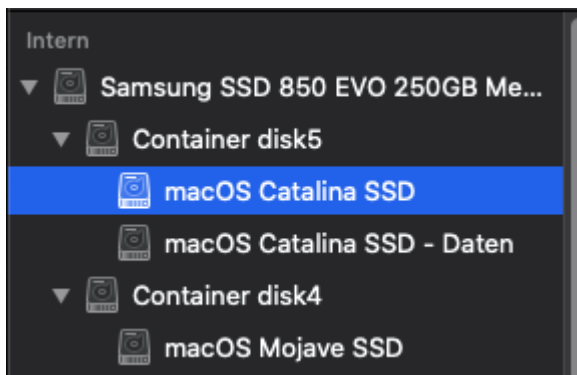 Intern
Samsung SSD 850 EVO 250GB Me...
Container disk5
macOS Catalina SSD
macOS Catalina SSD - Daten
Container disk4
macOS Mojave SSD